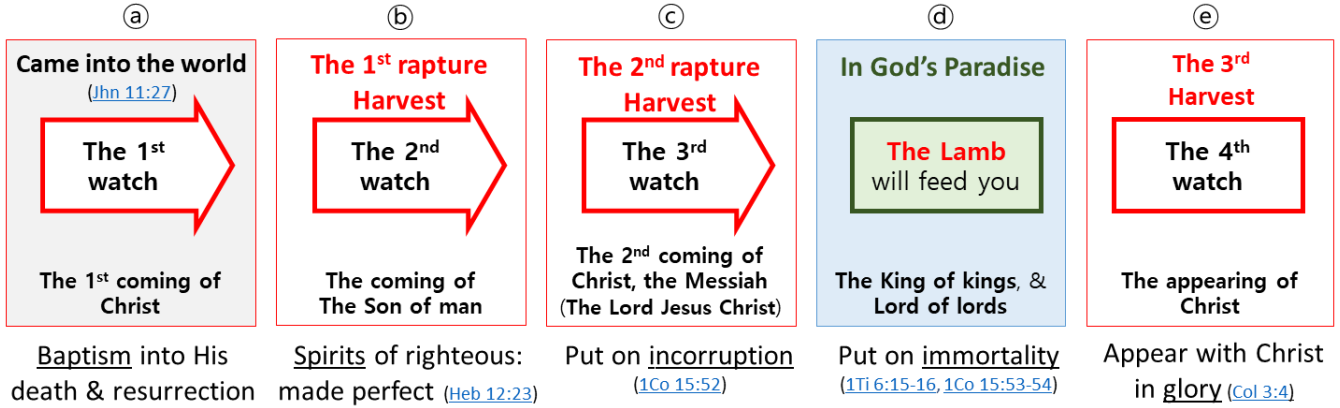 ⓐ
Came into the world
(Jhn 11:27)
The 1st
watch
The 1st coming of
Christ
Baptism into His
death & resurrection
ⓑ
The 1st rapture
Harvest
The 2nd
watch
The coming of
The Son of man
Spirits of righteous:
made perfect (Heb 12:23)
ⓒ
The 2nd rapture
Harvest
The 3rd
watch
The 2nd coming of
Christ, the Messiah
(The Lord Jesus Christ)
Put on incorruption
(1Co 15:52)
ⓓ
In God's Paradise
The Lamb
will feed you
The King of kings, &
Lord of lords
Put on immortality
(1Ti 6:15-16, 1Co 15:53-54)
ⓔ
The 3rd
Harvest
The 4th
watch
The appearing of
Christ
Appear with Christ
in glory (Col 3:4)